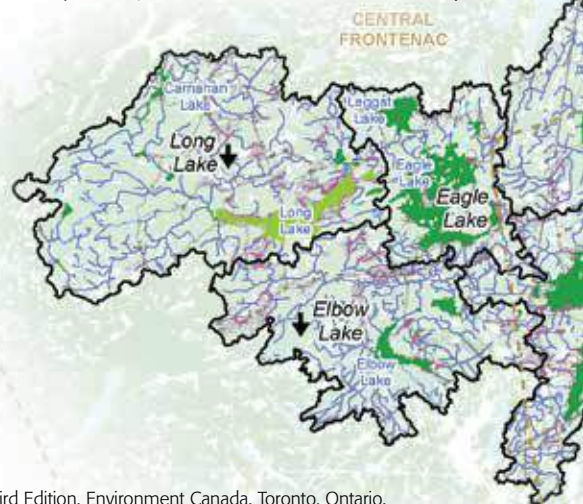 CENTRAL
FRONTENAC
Carnahan
Lake
Leggat
Lake
Long
Lake
Eagle
Lake
Eagle
Lake
Long
Lake
Elbow
Lake
Elbow
Lake
ird Edition. Environment Canada, Toronto, Ontario.